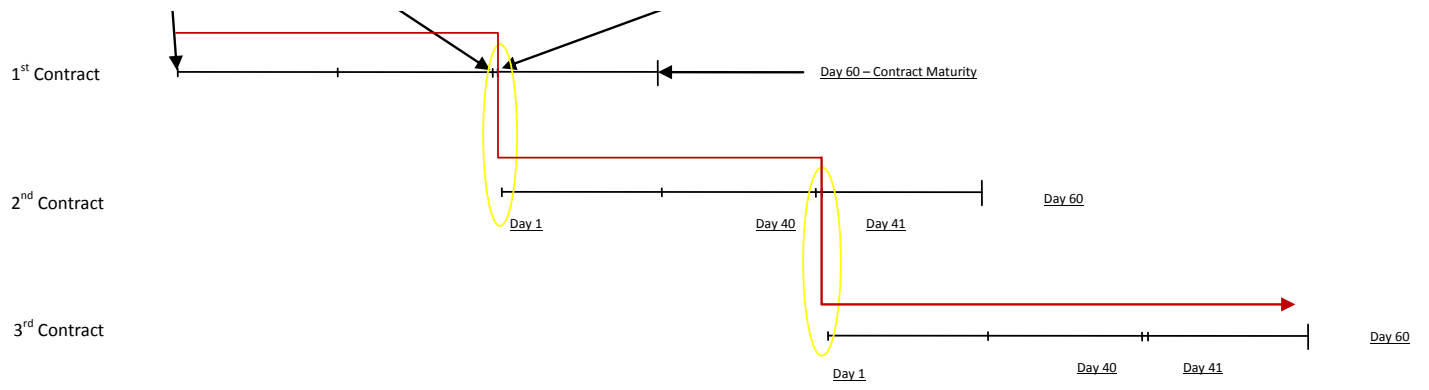 1st Contract
Day 60 – Contract Maturity
2nd Contract
Day 60
Day 1
Day 40
Day 41
3rd Contract
Day 60
Day 40
Day 41
Day 1